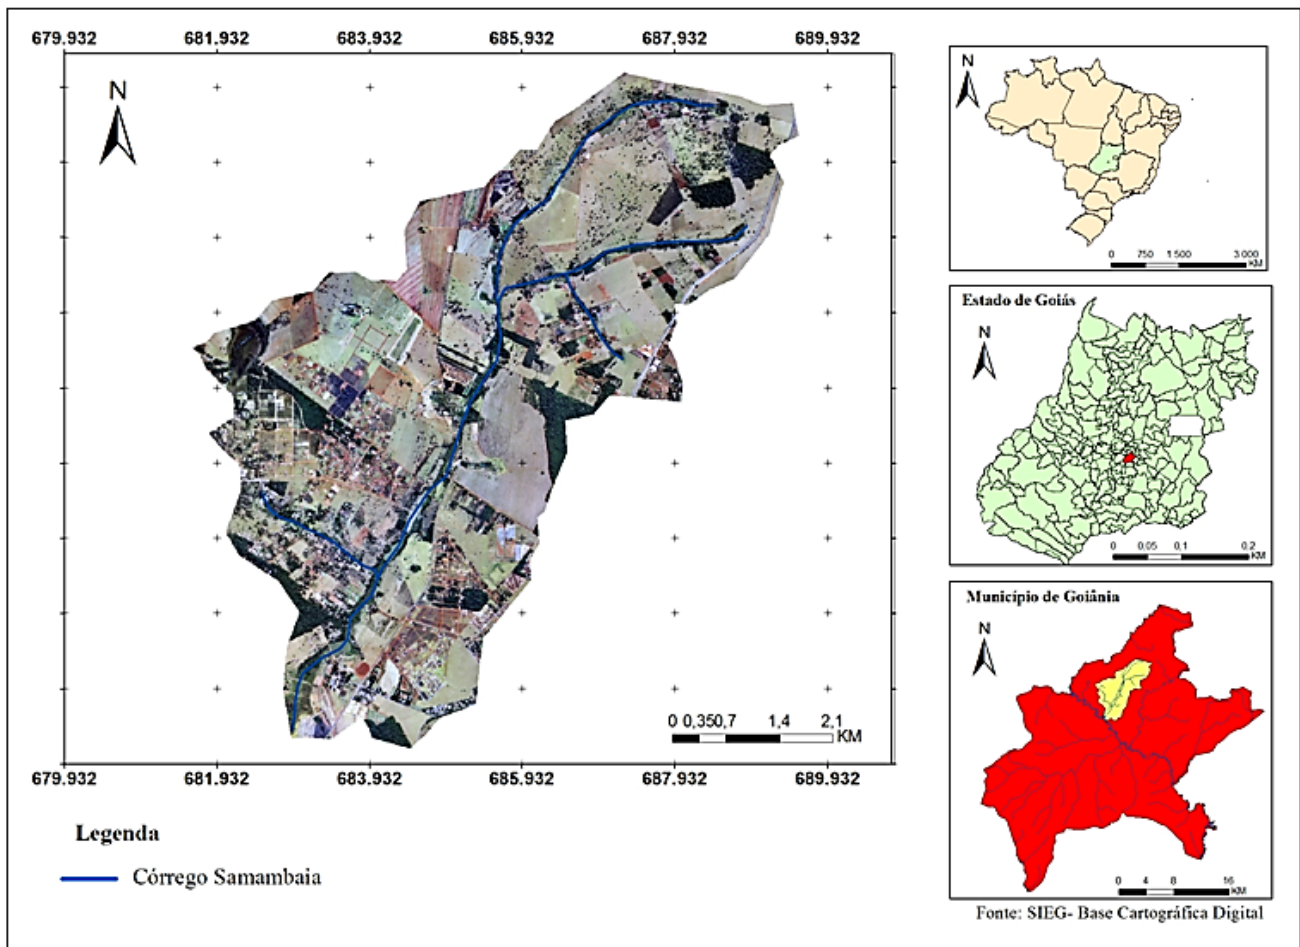 679.932 681.932 683.932 685.932 687.932 689.932
N
0 0,350,7 1,4 2,1
KM
679.932 681.932 683.932 685.932 687.932 689.932
Legenda
Córrego Samambaia
N
0 750 1 500 3 000
KM
Estado de Goiás
N
0 0,05 0,1 0,2
KM
Município de Goiânia
N
0 4 8 16
KM
Fonte: SIEG- Base Cartográfica Digital